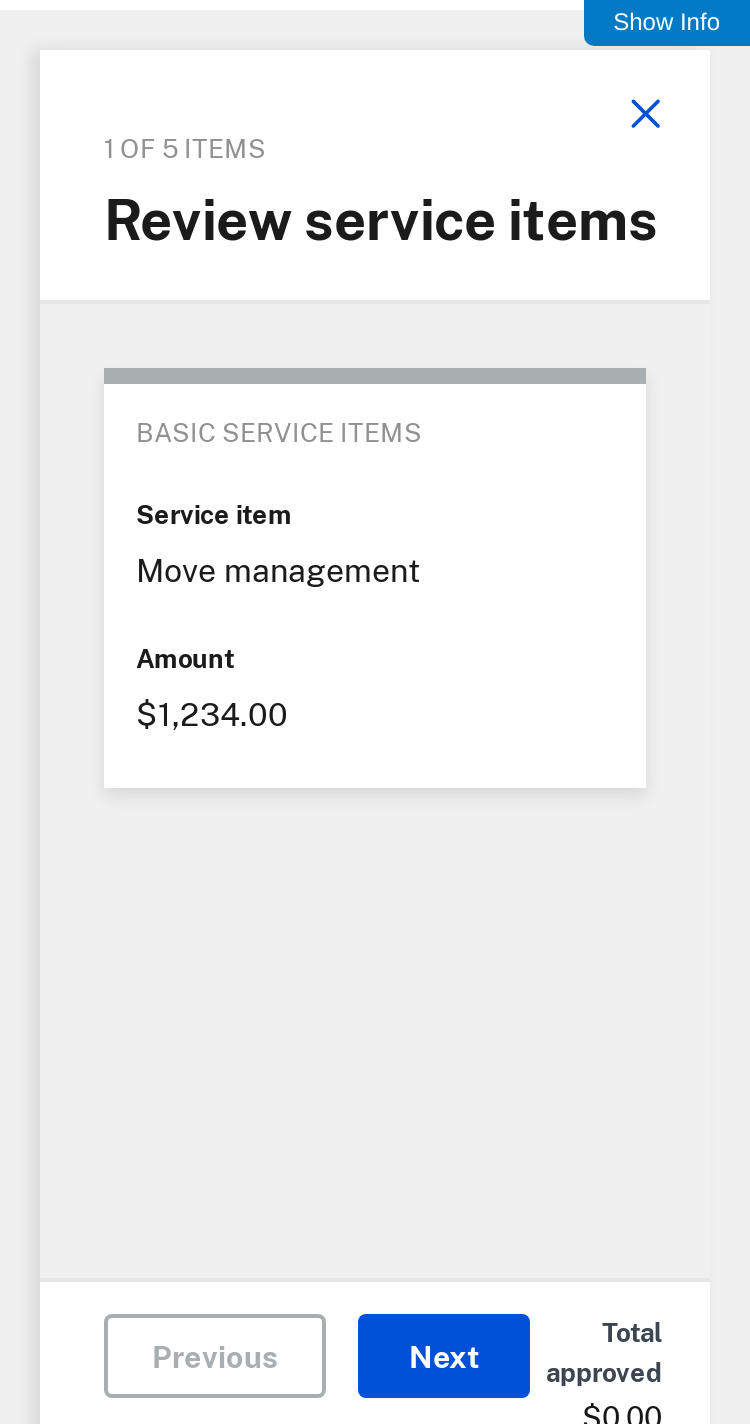 Show Info
1 OF 5 ITEMS
Review service items
BASIC SERVICE ITEMS
Service item
Move management
Amount
$1,234.00
Previous
Next
Total
approved
$0.00